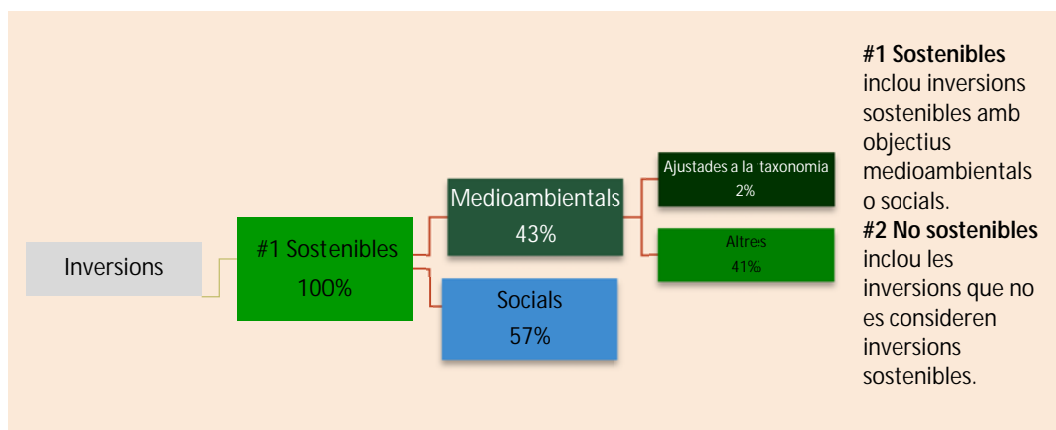 Inversions
#1 Sostenibles
100%
Medioambientals
43%
Socials
57%
Ajustades a la taxonomia
2%
Altres
41%
#1 Sostenibles
inclou inversions
sostenibles amb
objectius
medioambientals
o socials.
#2 No sostenibles
inclou les
inversions que no
es consideren
inversions
sostenibles.